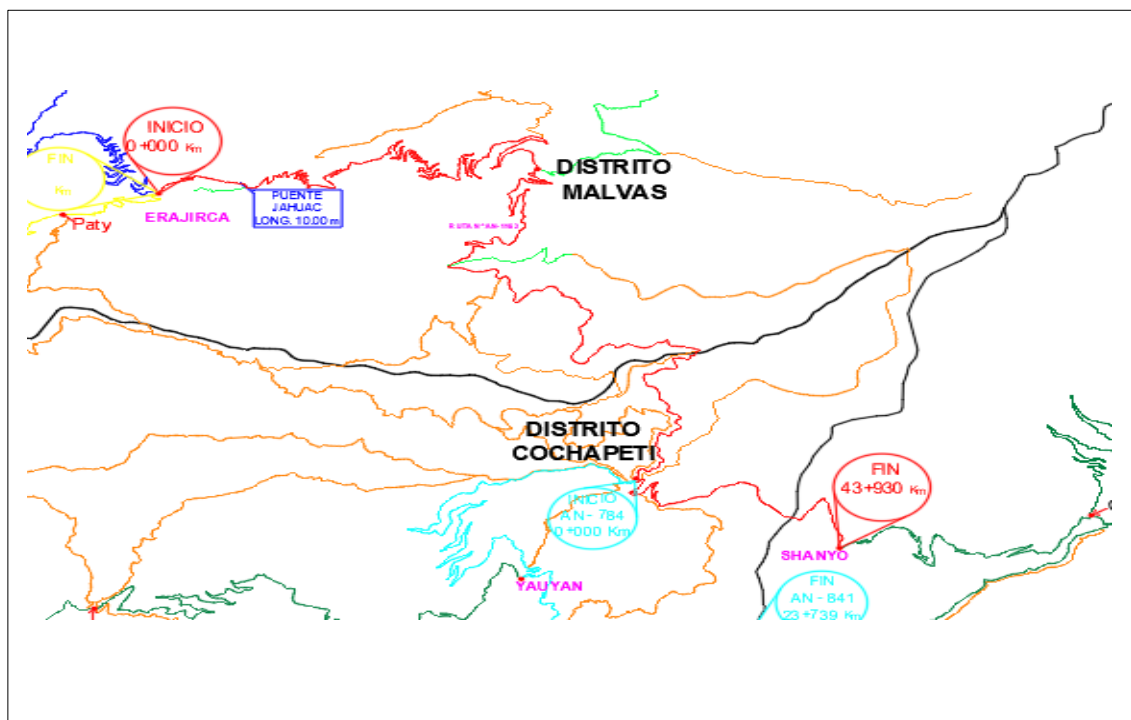 INICIO
0+000 Km
FIN
Km
ERAJIRCA
Paty
PUENTE
JAHUAC
LONG. 10.00 m
DISTRITO
MALVAS
DISTRITO
COCHAPETI
INICIO
AN- 784
0+000 Km
YAUYAN
FIN
43+930 Km
SHANYO
FIN
AN - 841
23+739 Km